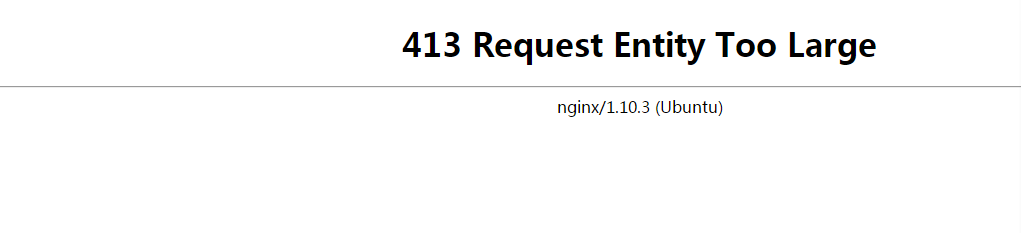 413 Request Entity Too Large
nginx/1.10.3 (Ubuntu)